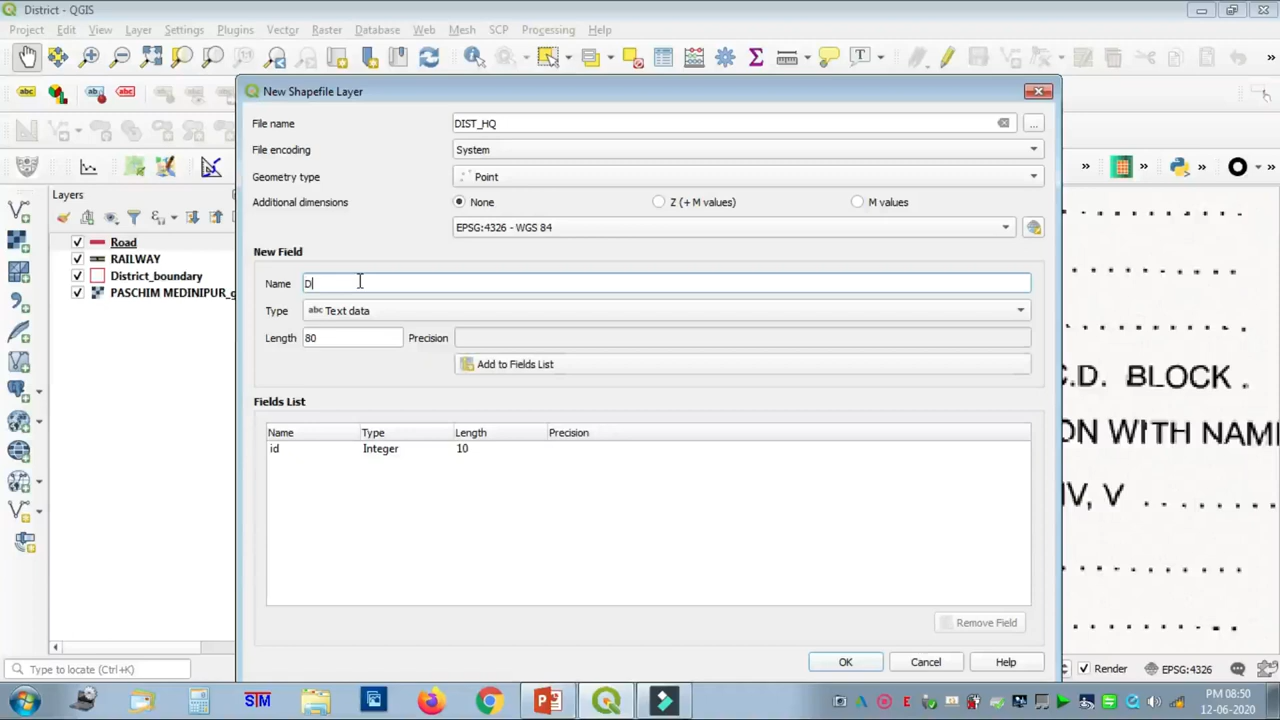 District - QGIS
Project Edit View Layer Settings Plugins Vector Raster Database Web Mesh SCP Processing Help
New Shapefile Layer
File name DIST_HQ ...
File encoding System
Geometry type Point
Additional dimensions None Z (+ M values) M values
EPSG:4326 - WGS 84
New Field
Name D
Type abc Text data
Length 80 Precision
Add to Fields List
Fields List
Name Type Length Precision
id Integer 10
Remove Field
OK Cancel Help
Layers
Road
RAILWAY
District_boundary
PASCHIM MEDINIPUR_g
C.D. BLOCK .
ON WITH NAM
IV, V
Type to locate (Ctrl+K)
Render EPSG:4326
STM
PM 08:50
12-06-2020